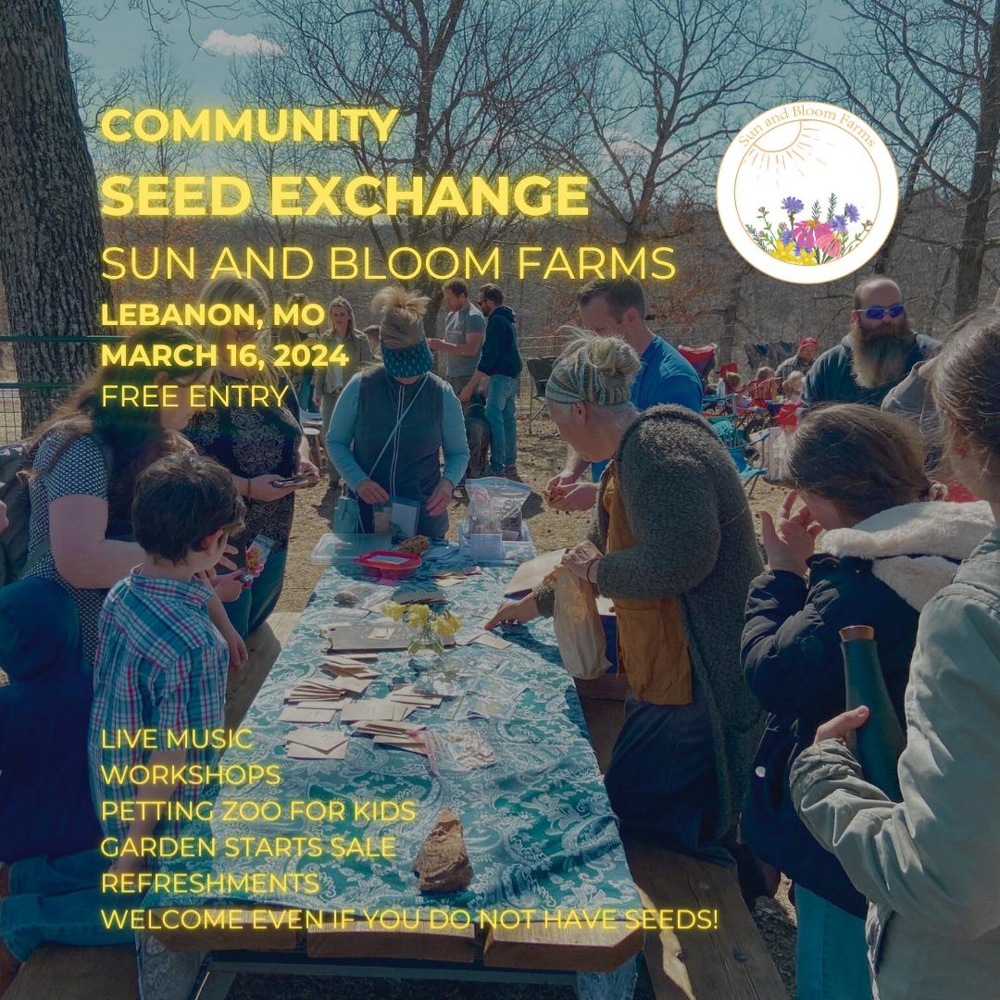 COMMUNITY
SEED EXCHANGE
SUN AND BLOOM FARMS
LEBANON, MO
MARCH 16, 2024
FREE ENTRY
Sun and Bloom Farms
LIVE MUSIC
WORKSHOPS
PETTING ZOO FOR KIDS
GARDEN STARTS SALE
REFRESHMENTS
WELCOME EVEN IF YOU DO NOT HAVE SEEDS!